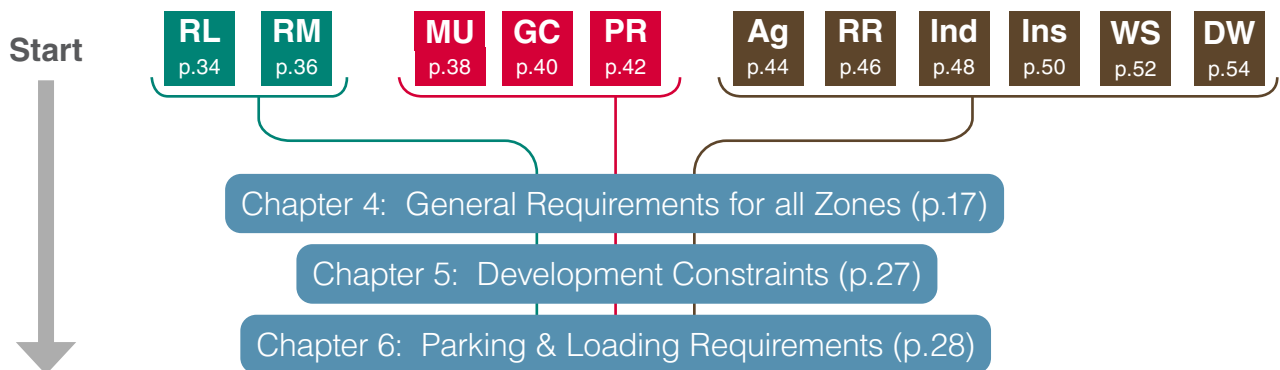 Start
RL RM MU GC PR Ag RR Ind Ins WS DW
p.34 p.36 p.38 p.40 p.42 p.44 p.46 p.48 p.50 p.52 p.54
Chapter 4: General Requirements for all Zones (p.17)
Chapter 5: Development Constraints (p.27)
Chapter 6: Parking & Loading Requirements (p.28)